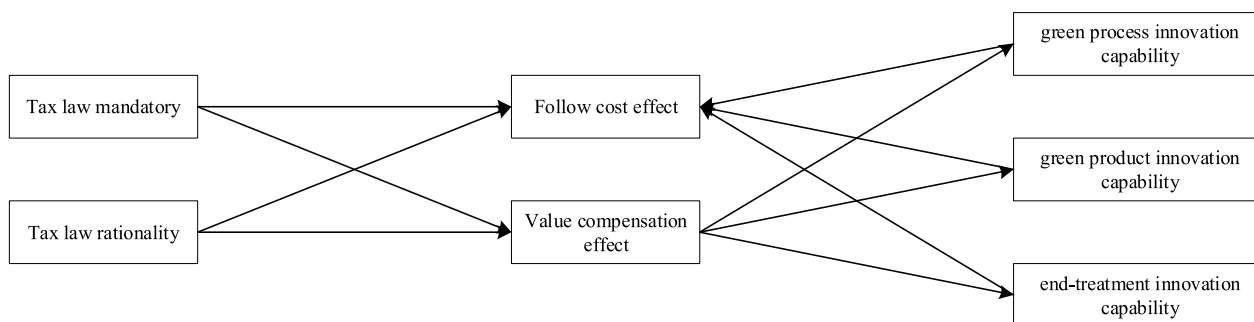 Tax law mandatory
Tax law rationality
Follow cost effect
Value compensation
effect
green process innovation
capability
green product innovation
capability
end-treatment innovation
capability